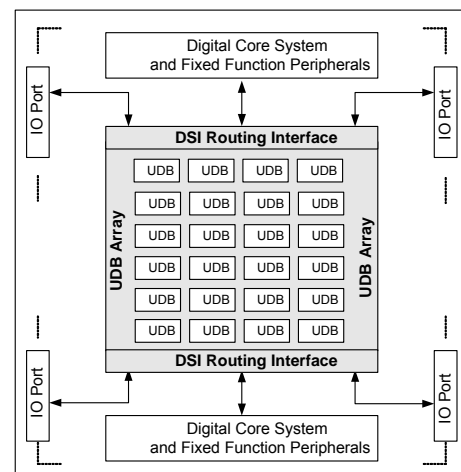 Digital Core System
and Fixed Function Peripherals
IO Port
IO Port
DSI Routing Interface
UDB Array
UDB Array
UDB UDB UDB UDB
UDB UDB UDB UDB
UDB UDB UDB UDB
UDB UDB UDB UDB
UDB UDB UDB UDB
UDB UDB UDB UDB
DSI Routing Interface
IO Port
IO Port
Digital Core System
and Fixed Function Peripherals